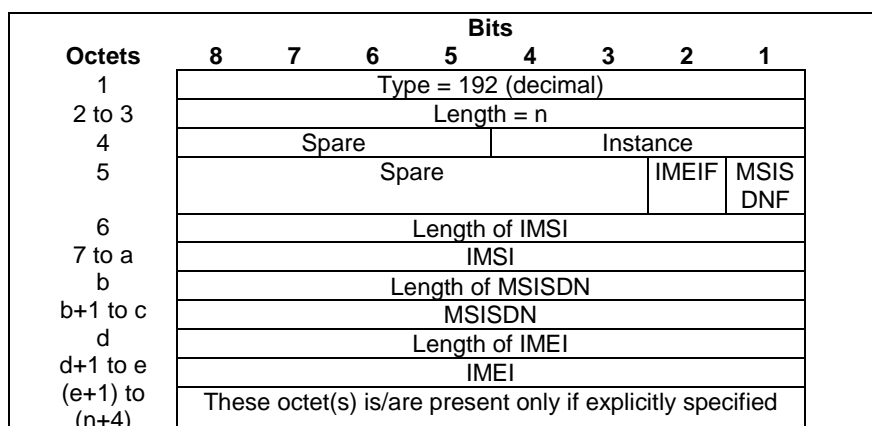 Bits
Octets 8 7 6 5 4 3 2 1
1 Type = 192 (decimal)
2 to 3 Length = n
4 Spare Instance
5 Spare IMEIF MSIS
DNF
6 Length of IMSI
7 to a IMSI
b Length of MSISDN
b+1 to c MSISDN
d Length of IMEI
d+1 to e IMEI
(e+1) to These octet(s) is/are present only if explicitly specified
(n+4)